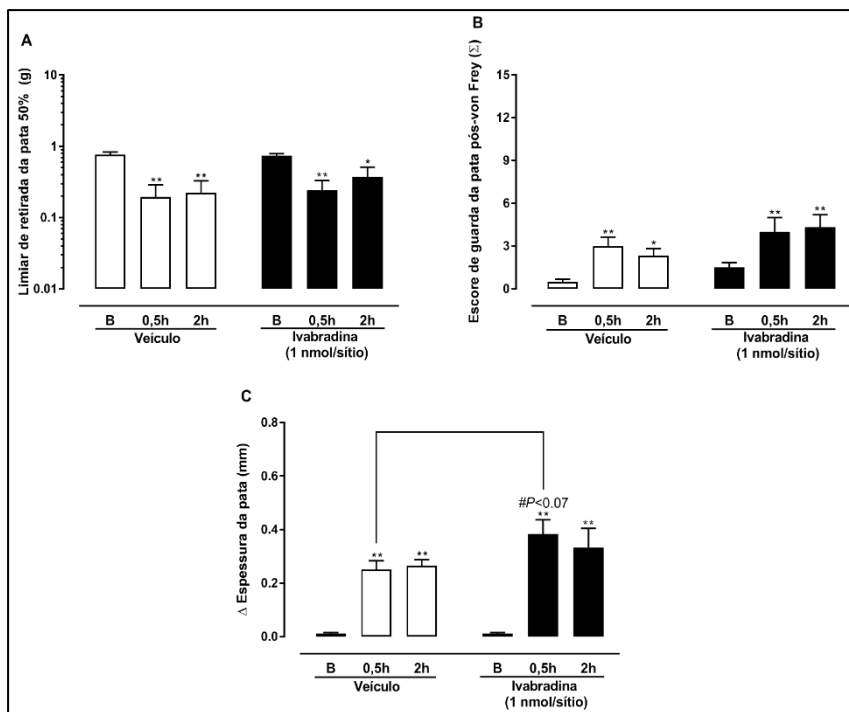 A
Limiar de retirada da pata 50% (g)
10
1
0.1
0.01
** ** ** *
B 0,5h 2h B 0,5h 2h
Veículo Ivabradina
(1 nmol/sítio)
B
Escore de guarda da pata pós-von Frey (Σ)
15
12
9
6
3
0
** * ** **
B 0,5h 2h B 0,5h 2h
Veículo Ivabradina
(1 nmol/sítio)
C
Δ Espessura da pata (mm)
0.8
0.6
0.4
0.2
0.0
#P<0.07
** ** ** **
B 0,5h 2h B 0,5h 2h
Veículo Ivabradina
(1 nmol/sítio)